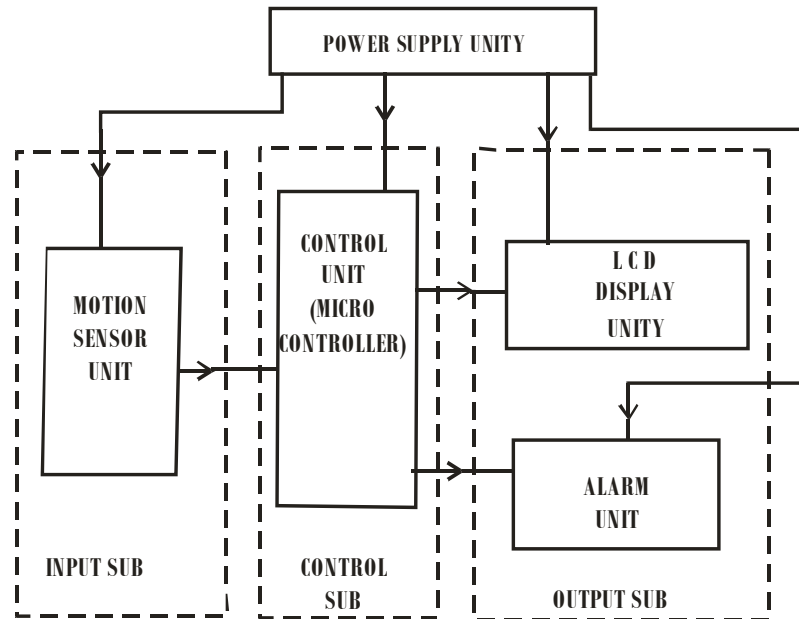 POWER SUPPLY UNITY
MOTION
SENSOR
UNIT
INPUT SUB
CONTROL
UNIT
(MICRO
CONTROLLER)
CONTROL
SUB
L C D
DISPLAY
UNITY
ALARM
UNIT
OUTPUT SUB